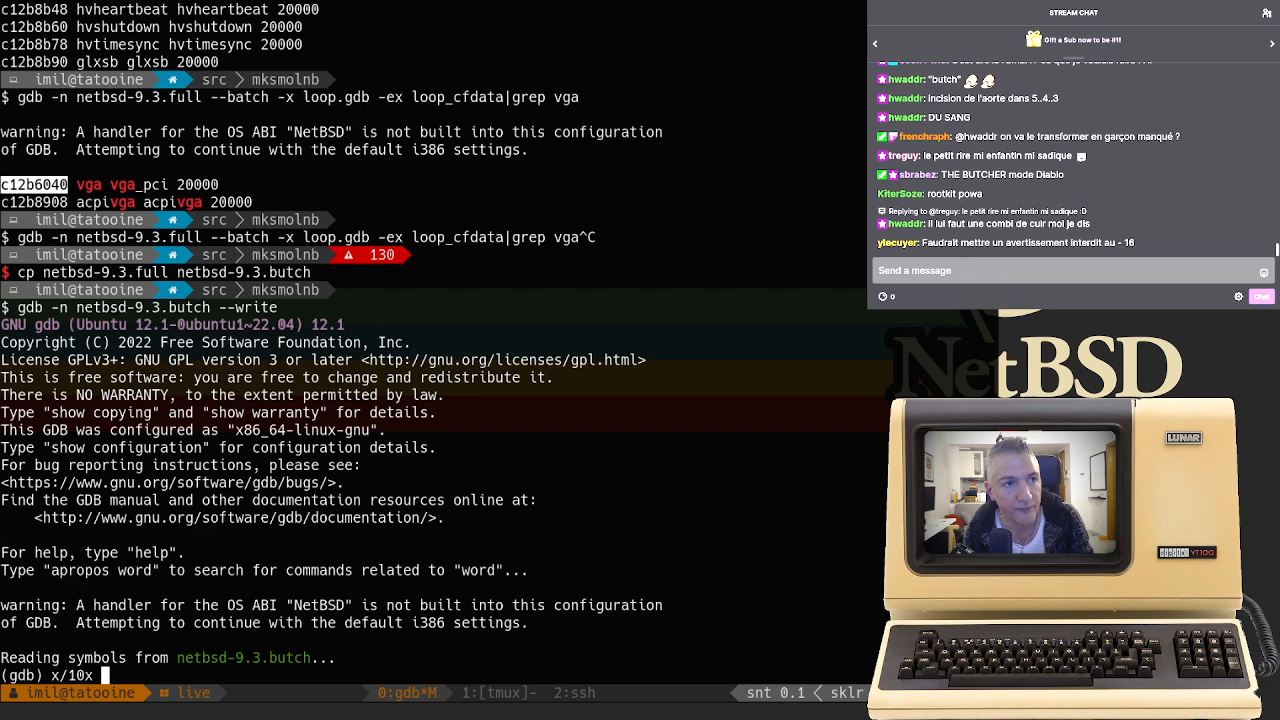 c12b8b48 hvheartbeat hvheartbeat 20000
c12b8b60 hvshutdown hvshutdown 20000
c12b8b78 hvtimesync hvtimesync 20000
c12b8b90 glxsb glxsb 20000
imil@tatooine src mksmolnb
$ gdb -n netbsd-9.3.full --batch -x loop.gdb -ex loop_cfdata|grep vga
warning: A handler for the OS ABI "NetBSD" is not built into this configuration
of GDB.  Attempting to continue with the default i386 settings.
c12b6040 vga vga_pci 20000
c12b8908 acpivga acpivga 20000
imil@tatooine src mksmolnb
$ gdb -n netbsd-9.3.full --batch -x loop.gdb -ex loop_cfdata|grep vga^C
imil@tatooine src mksmolnb 130
$ cp netbsd-9.3.full netbsd-9.3.butch
imil@tatooine src mksmolnb
$ gdb -n netbsd-9.3.butch --write
GNU gdb (Ubuntu 12.1-0ubuntu1~22.04) 12.1
Copyright (C) 2022 Free Software Foundation, Inc.
License GPLv3+: GNU GPL version 3 or later <http://gnu.org/licenses/gpl.html>
This is free software: you are free to change and redistribute it.
There is NO WARRANTY, to the extent permitted by law.
Type "show copying" and "show warranty" for details.
This GDB was configured as "x86_64-linux-gnu".
Type "show configuration" for configuration details.
For bug reporting instructions, please see:
<https://www.gnu.org/software/gdb/bugs/>.
Find the GDB manual and other documentation resources online at:
<http://www.gnu.org/software/gdb/documentation/>.
For help, type "help".
Type "apropos word" to search for commands related to "word"...
warning: A handler for the OS ABI "NetBSD" is not built into this configuration
of GDB.  Attempting to continue with the default i386 settings.
Reading symbols from netbsd-9.3.butch...
(gdb) x/10x
imil@tatooine live 0:gdb*M 1:[tmux]- 2:ssh snt 0.1 < sklr
STREAM CHAT
Gift a Sub now to be #1!
hwaddr: "butch"
hwaddr: Incision de l'aorte dans 5..4..3
hwaddr: DU SANG
frenchraph: @hwaddr on va le transformer en garçon manqué ?
treguy: le petit rire mi enfantin mi sadique
sbrabez: THE BUTCHER mode Diablo
KiterSoze: rootkit powa
Replying to @treguy: le petit rire mi enfantin mi sadique :D
hwaddr: il lui faut une combi de cuir moi je dis
ylecuyer: Faudrait mettre un avertissement interdit au - 16
Send a message
0
Chat
NetBSD
LUNAR
digital VT100